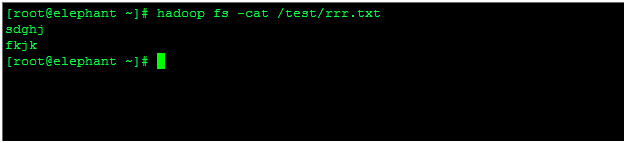 [root@elephant ~]# hadoop fs -cat /test/rrr.txt
sdghj
fkjk
[root@elephant ~]#